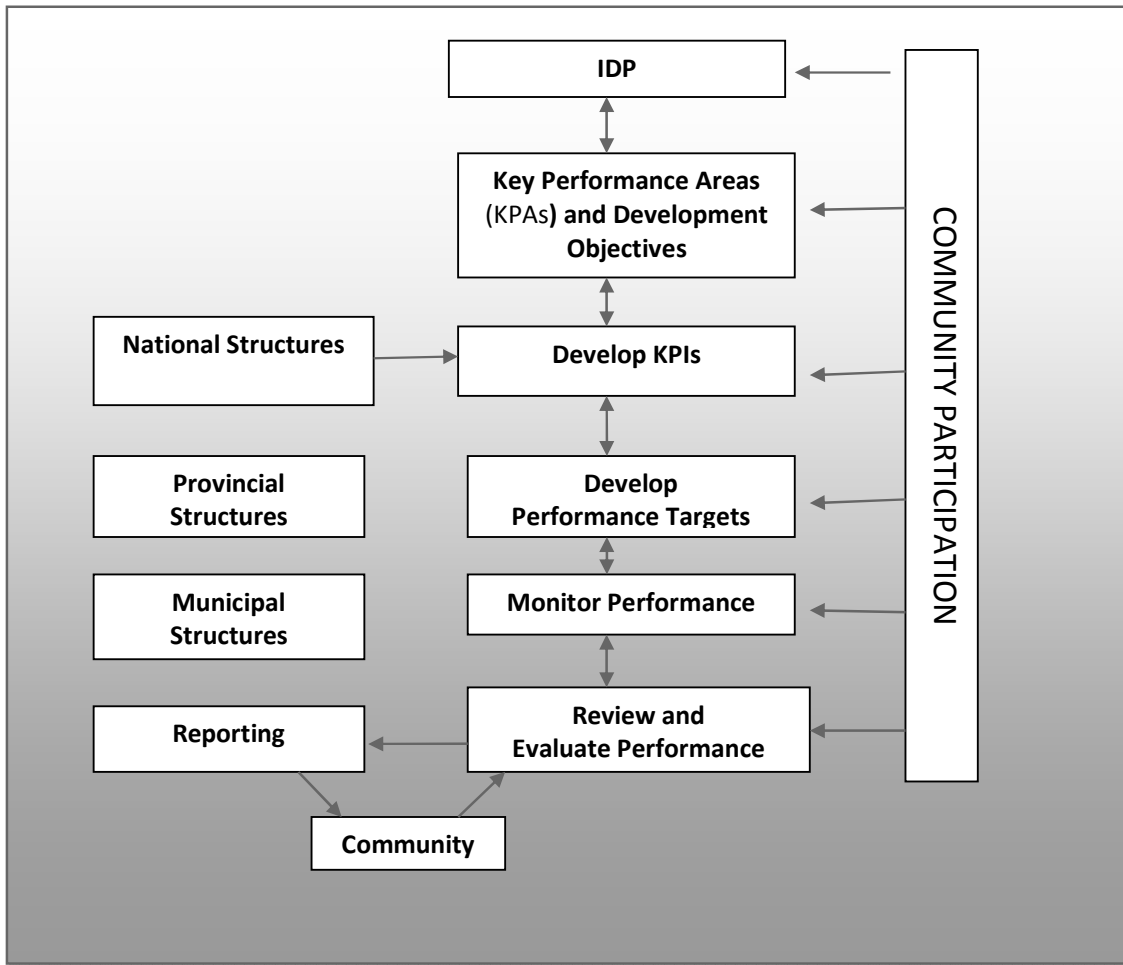 IDP
Key Performance Areas
(KPAs) and Development
Objectives
National Structures
Develop KPIs
Provincial
Structures
Develop
Performance Targets
Municipal
Structures
Monitor Performance
Reporting
Review and
Evaluate Performance
Community
COMMUNITY PARTICIPATION